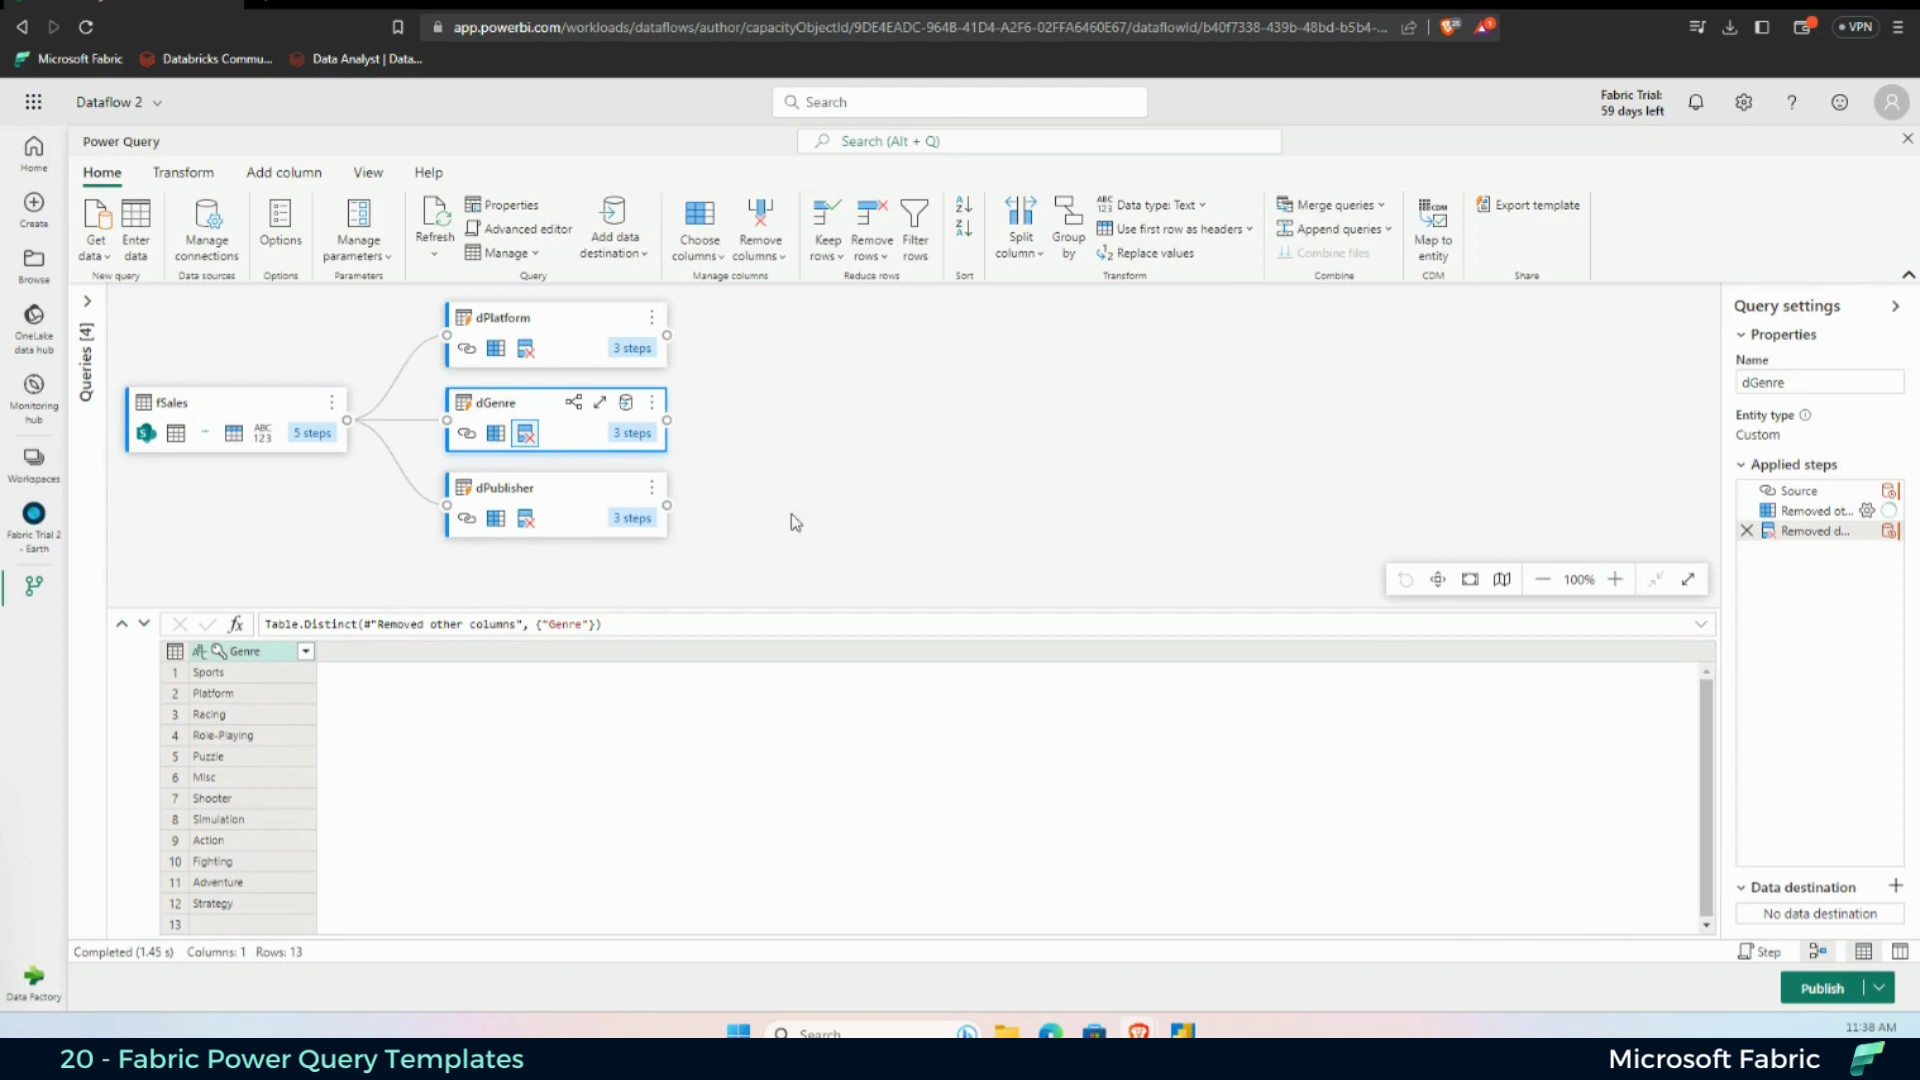 app.powerbi.com/workloads/dataflows/author/capacityObjectId/9DE4EADC-964B-41D4-A2F6-02FFA6460E67/dataflowId/b40f7338-439b-48bd-b5b4-...
VPN
Microsoft Fabric
Databricks Commu...
Data Analyst | Data...
Dataflow 2
Search
Fabric Trial:
59 days left
Power Query
Search (Alt + Q)
Home
Transform
Add column
View
Help
Get data
Enter data
New query
Manage connections
Data sources
Options
Options
Manage parameters
Parameters
Refresh
Properties
Advanced editor
Manage
Add data destination
Query
Choose columns
Remove columns
Manage columns
Keep rows
Remove rows
Filter rows
Reduce rows
Sort
Split column
Group by
Data type: Text
Use first row as headers
Replace values
Transform
Merge queries
Append queries
Combine files
Combine
Map to entity
CDM
Export template
Share
Home
Create
Browse
OneLake data hub
Monitoring hub
Workspaces
Fabric Trial 2 - Earth
Data Factory
Queries [4]
fSales
ABC
123
5 steps
dPlatform
3 steps
dGenre
3 steps
dPublisher
3 steps
100%
fx
Table.Distinct(#"Removed other columns", {"Genre"})
Genre
1 Sports
2 Platform
3 Racing
4 Role-Playing
5 Puzzle
6 Misc
7 Shooter
8 Simulation
9 Action
10 Fighting
11 Adventure
12 Strategy
13
Completed (1.45 s) Columns: 1 Rows: 13
Query settings
Properties
Name
dGenre
Entity type
Custom
Applied steps
Source
Removed ot...
Removed d...
Data destination
No data destination
Step
Publish
Search
11:38 AM
20 - Fabric Power Query Templates
Microsoft Fabric